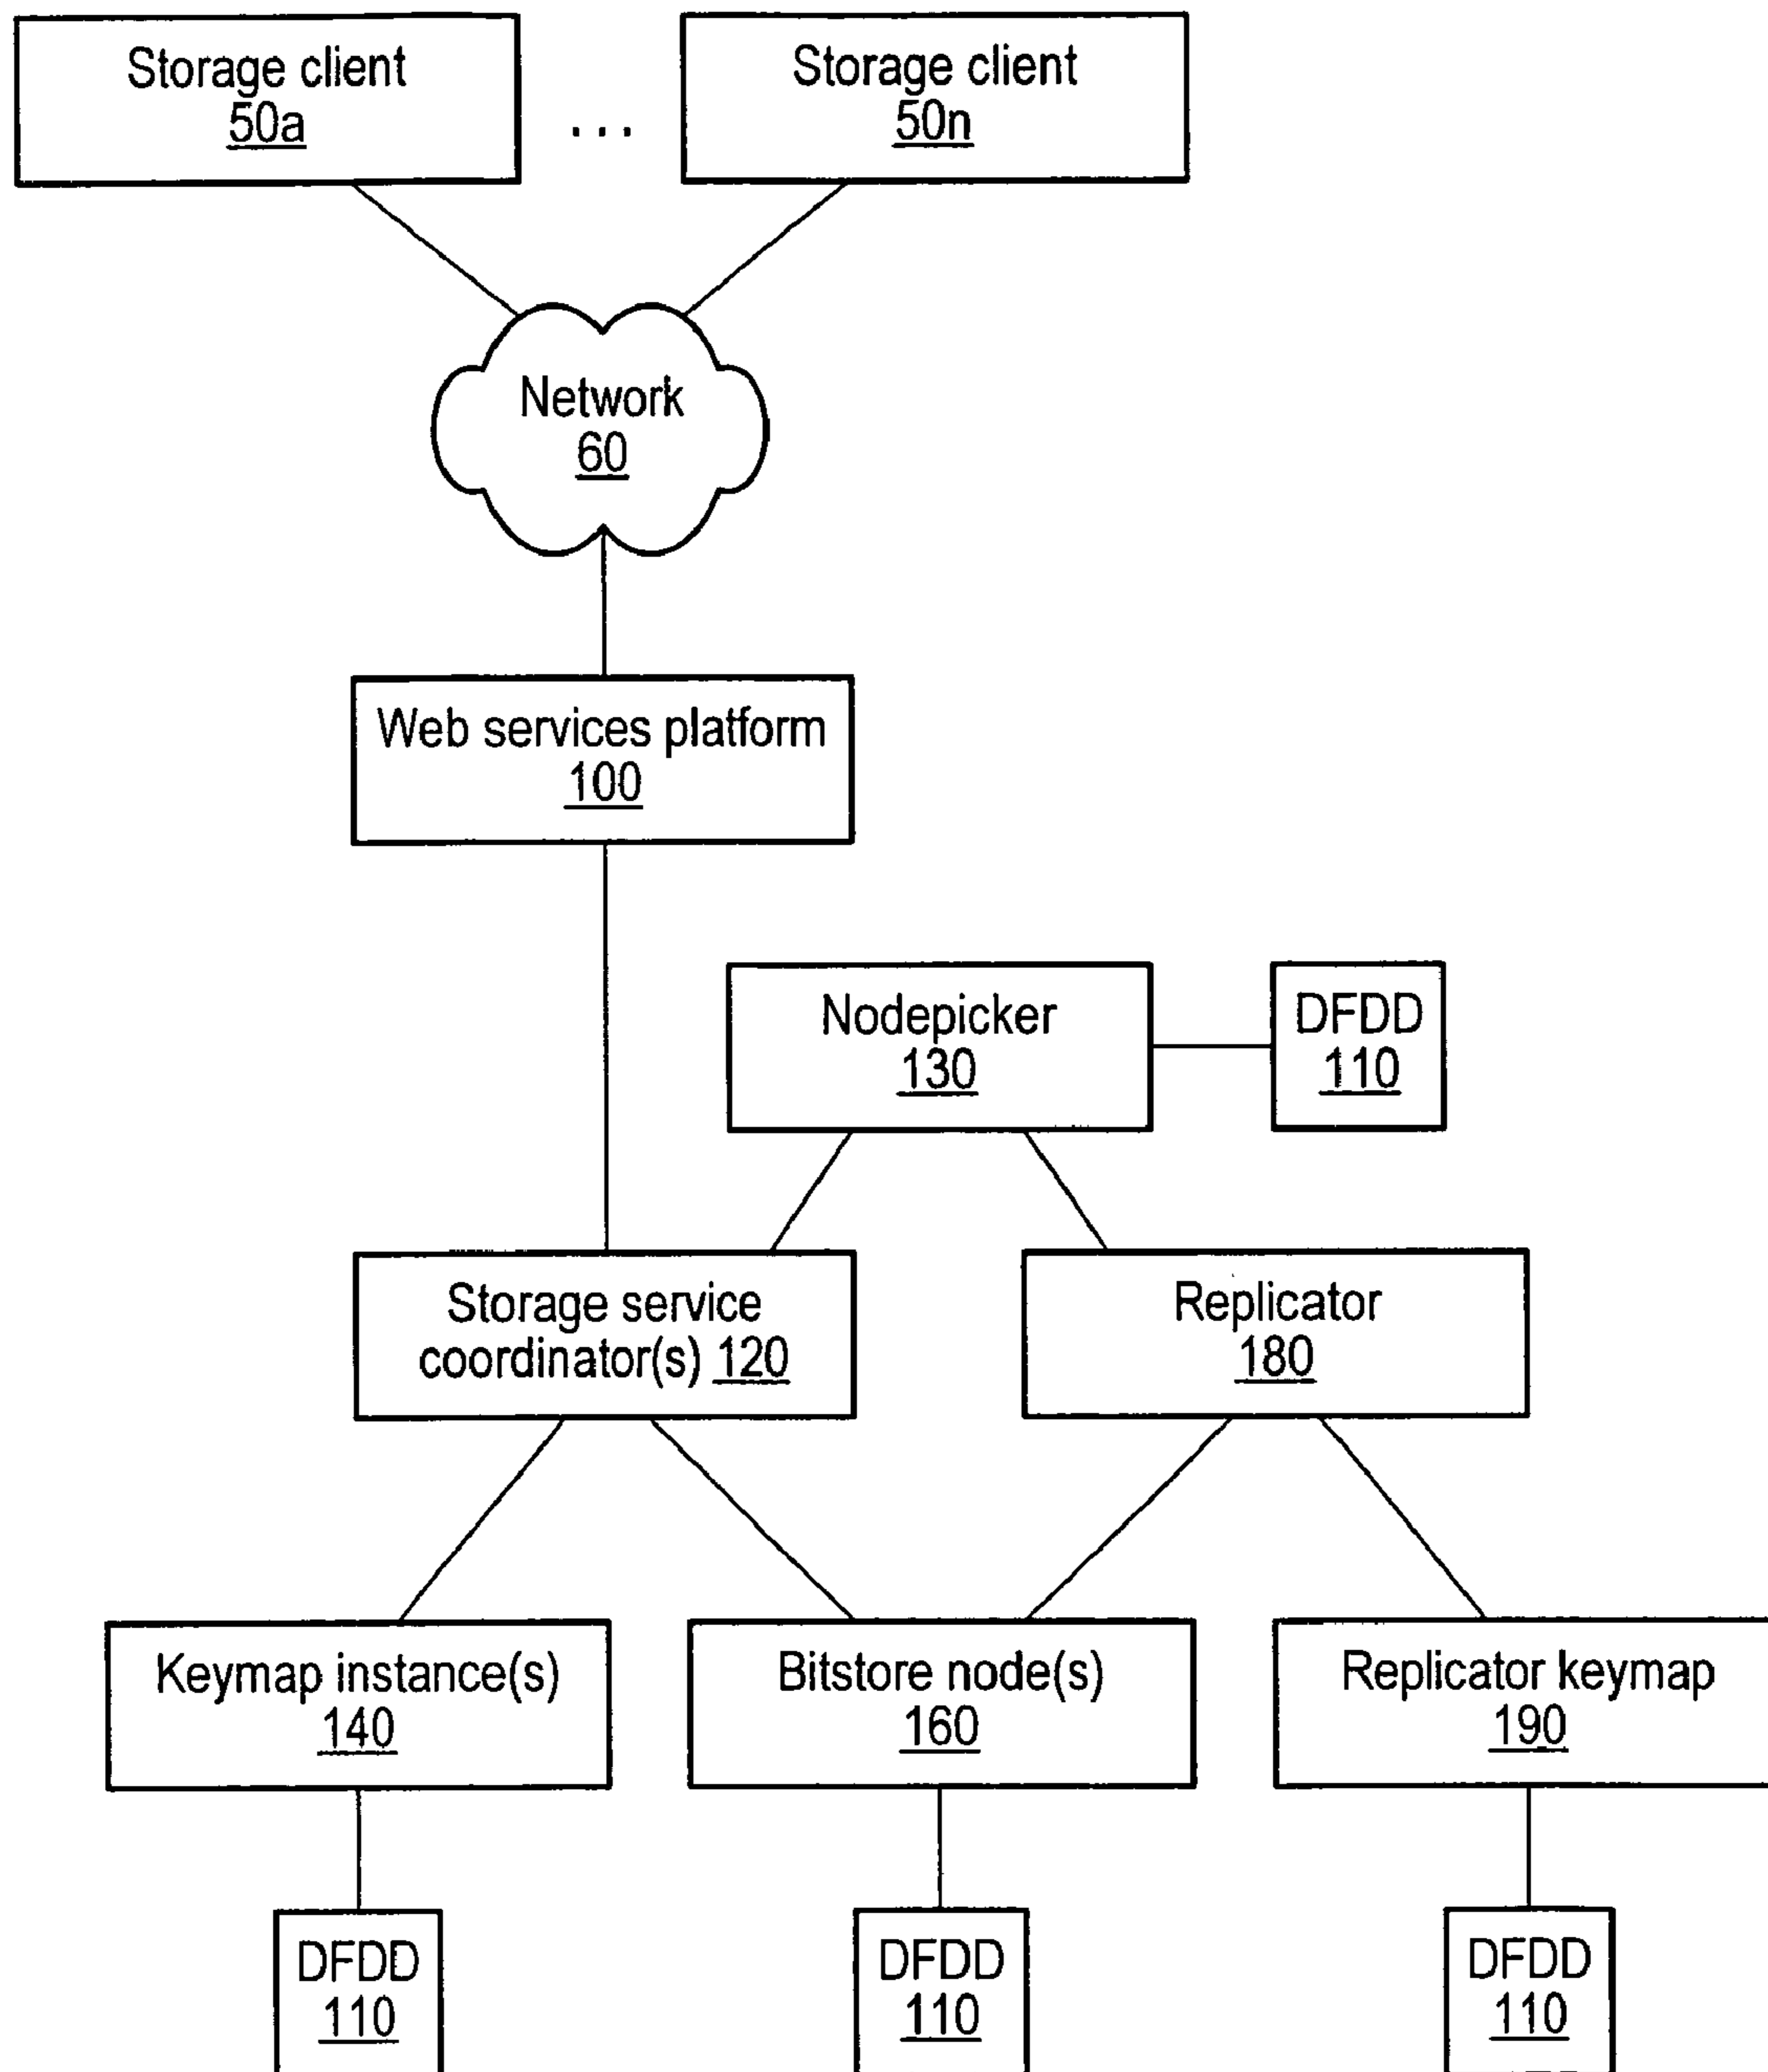 Storage client
50a
...
Storage client
50n
Network
60
Web services platform
100
Nodepicker
130
DFDD
110
Storage service
coordinator(s) 120
Replicator
180
Keymap instance(s)
140
Bitstore node(s)
160
Replicator keymap
190
DFDD
110
DFDD
110
DFDD
110